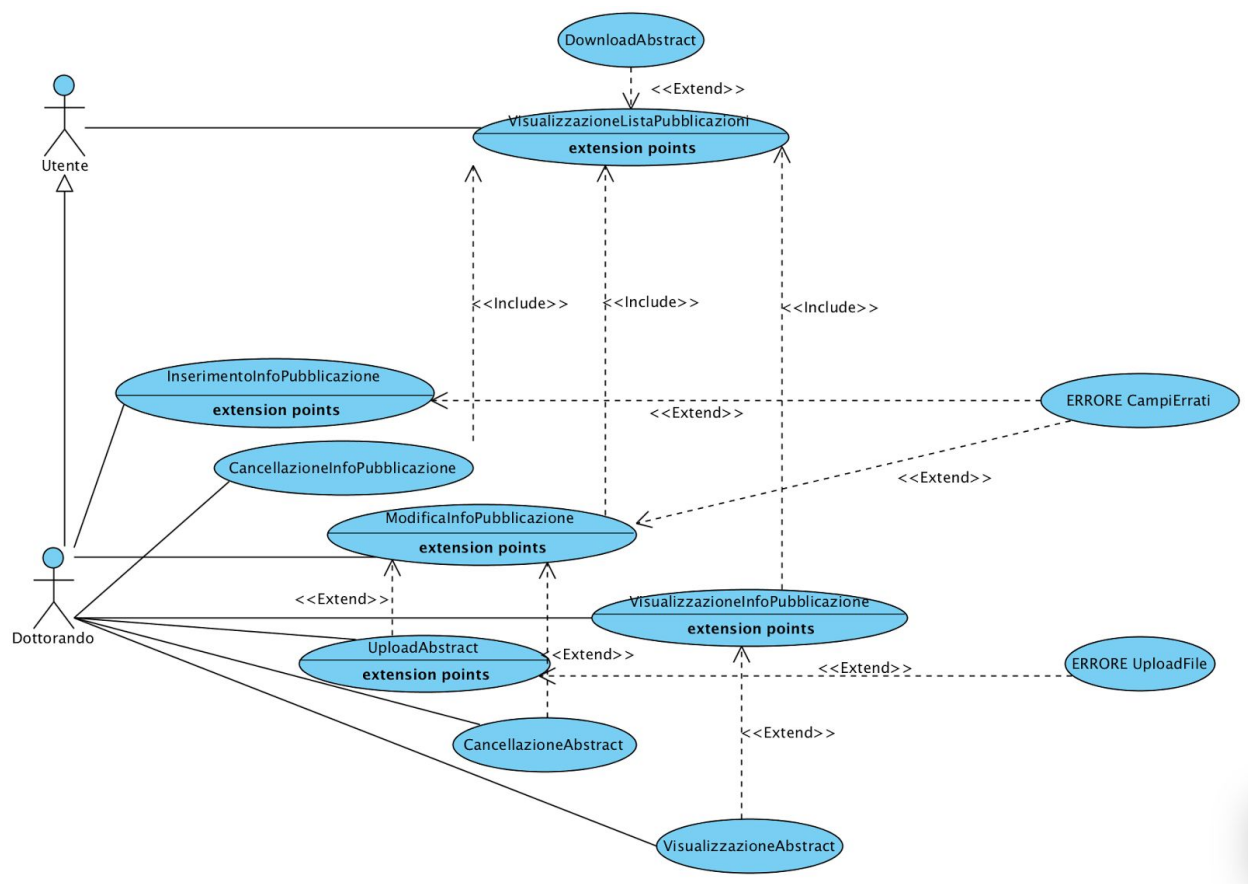 DownloadAbstract
<<Extend>>
VisualizzazioneListaPubblicazioni
extension points
Utente
<<Include>>
<<Include>>
<<Include>>
InserimentoInfoPubblicazione
extension points
<<Extend>>
ERRORE CampiErrati
CancellazioneInfoPubblicazione
<<Extend>>
ModificaInfoPubblicazione
extension points
<<Extend>>
VisualizzazioneInfoPubblicazione
extension points
Dottorando
UploadAbstract
extension points
<<Extend>>
<<Extend>>
ERRORE UploadFile
<<Extend>>
CancellazioneAbstract
VisualizzazioneAbstract